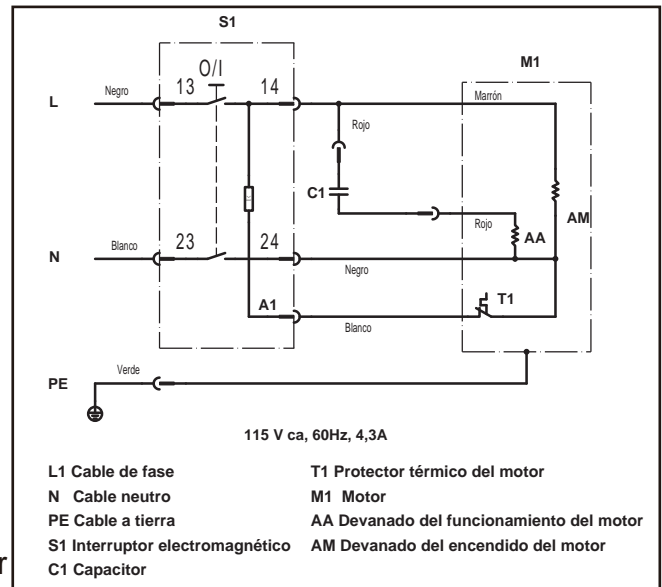 S1
M1
O/I
13
14
L
Negro
Marrón
Rojo
C1
Rojo
AA
AM
23
24
N
Blanco
Negro
A1
T1
Blanco
Verde
PE
115 V ca, 60Hz, 4,3A
L1 Cable de fase
T1 Protector térmico del motor
N Cable neutro
M1 Motor
PE Cable a tierra
AA Devanado del funcionamiento del motor
S1 Interruptor electromagnético
AM Devanado del encendido del motor
C1 Capacitor
r